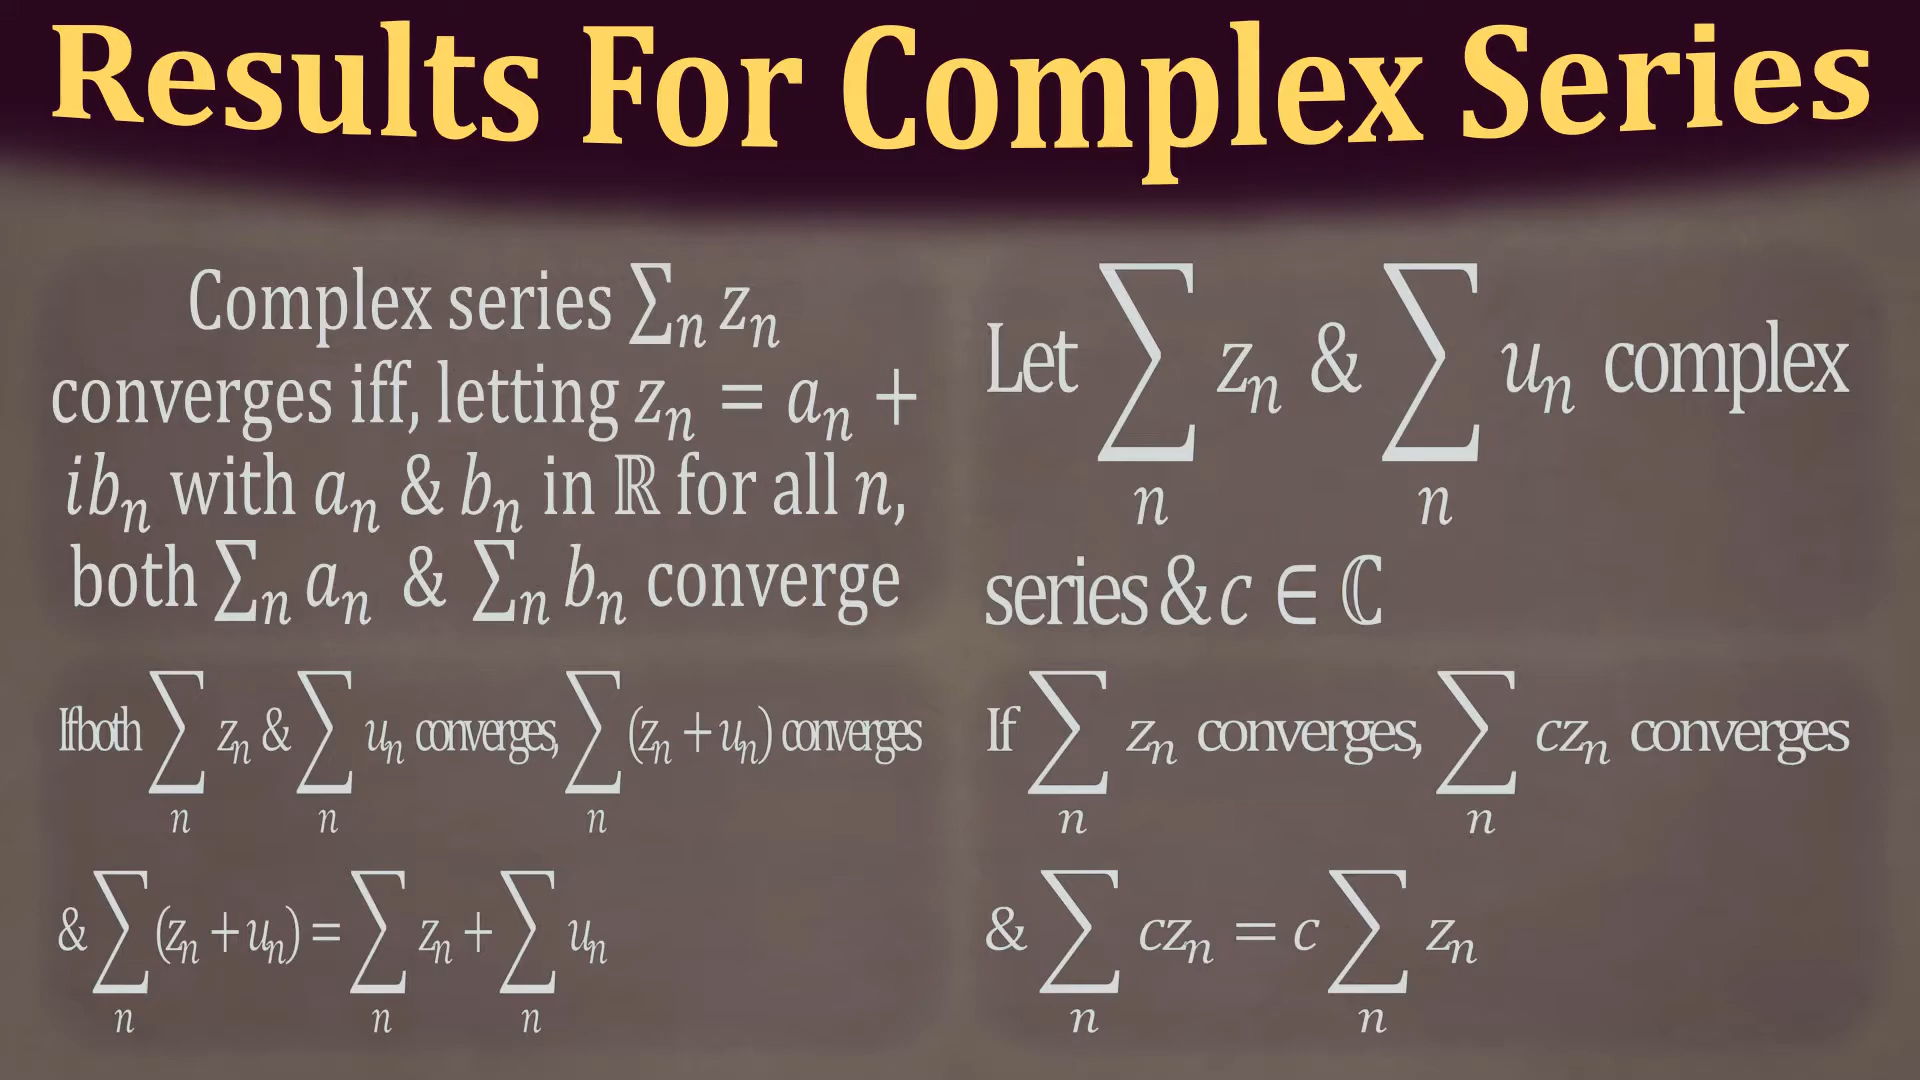 Results For Complex Series
Complex series ∑ₙ zₙ
converges iff, letting zₙ = aₙ +
ibₙ with aₙ & bₙ in ℝ for all n,
both ∑ₙ aₙ & ∑ₙ bₙ converge
Let ∑ₙ zₙ & ∑ₙ uₙ complex
series & c ∈ ℂ
If both ∑ₙ zₙ & ∑ₙ uₙ converges, ∑ₙ (zₙ + uₙ) converges
& ∑ₙ (zₙ + uₙ) = ∑ₙ zₙ + ∑ₙ uₙ
If ∑ₙ zₙ converges, ∑ₙ czₙ converges
& ∑ₙ czₙ = c ∑ₙ zₙ